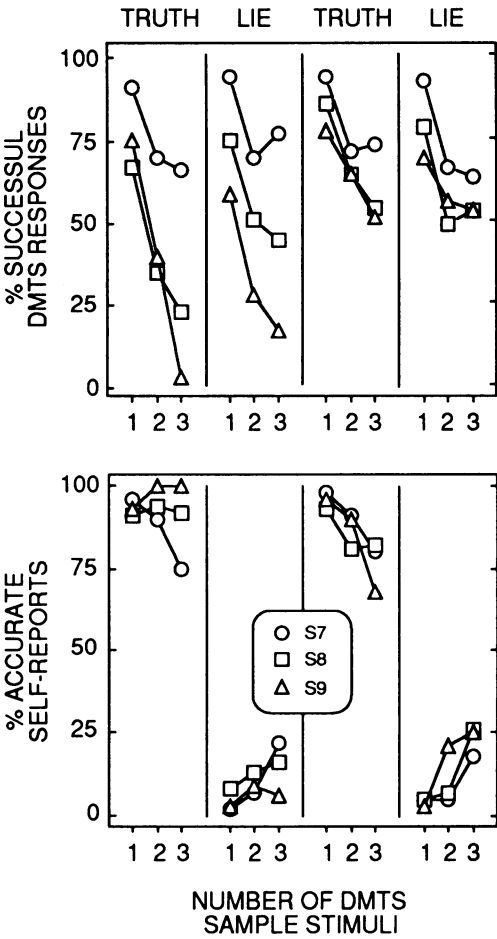 TRUTH LIE TRUTH LIE
% SUCCESSUL
DMTS RESPONSES
100
75
50
25
0
1 2 3 1 2 3 1 2 3 1 2 3
% ACCURATE
SELF-REPORTS
100
75
50
25
0
S7
S8
S9
1 2 3 1 2 3 1 2 3 1 2 3
NUMBER OF DMTS
SAMPLE STIMULI